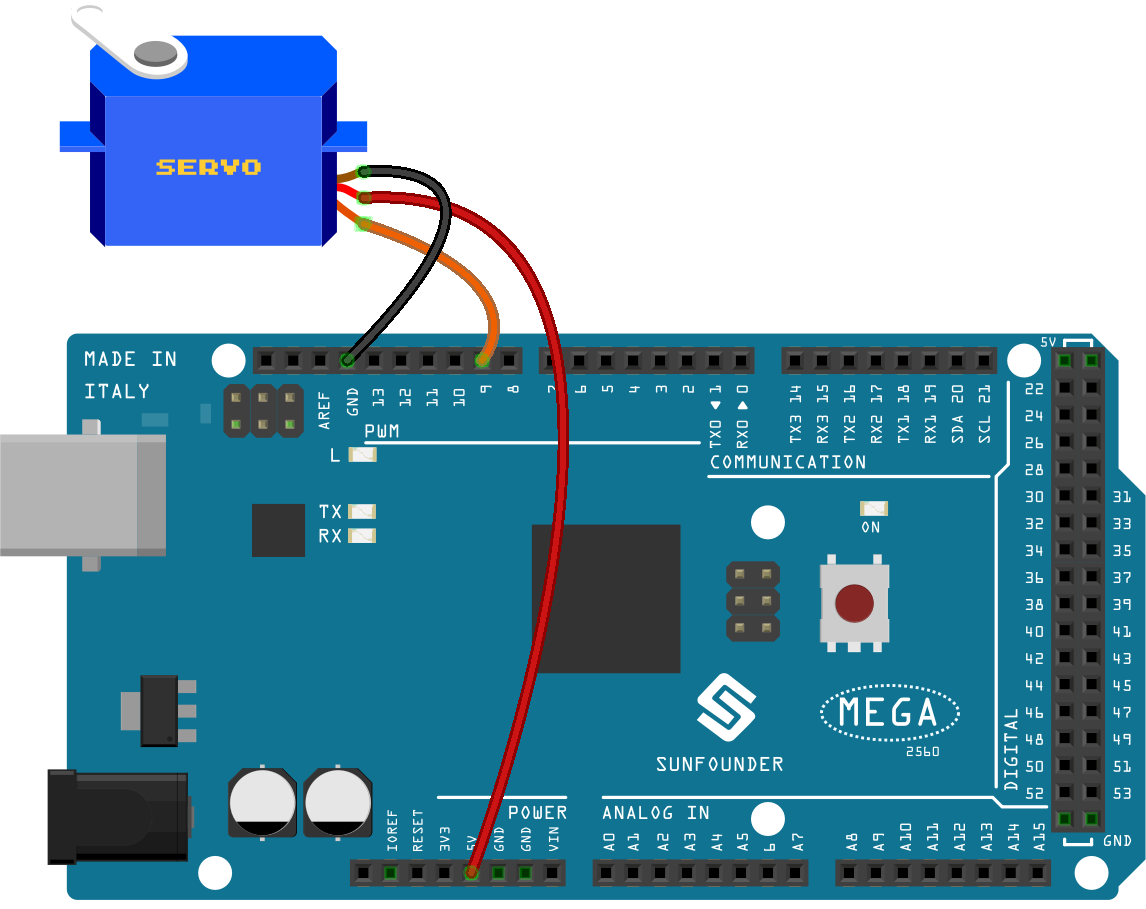 SERVO
MADE IN
ITALY
AREF
GND
13
12
11
10
9
8
7
6
5
4
3
2
TX0 ◄ 1
RX0 ► 0
TX3 14
RX3 15
TX2 16
RX2 17
TX1 18
RX1 19
SDA 20
SCL 21
5V
PWM
COMMUNICATION
L
TX
RX
ON
22
24
26
28
30 31
32 33
34 35
36 37
38 39
40 41
42 43
44 45
46 47
48 49
50 51
52 53
DIGITAL
GND
MEGA
2560
SUNFOUNDER
POWER
ANALOG IN
IOREF
RESET
3V3
5V
GND
GND
VIN
A0
A1
A2
A3
A4
A5
6
A7
A8
A9
A10
A11
A12
A13
A14
A15